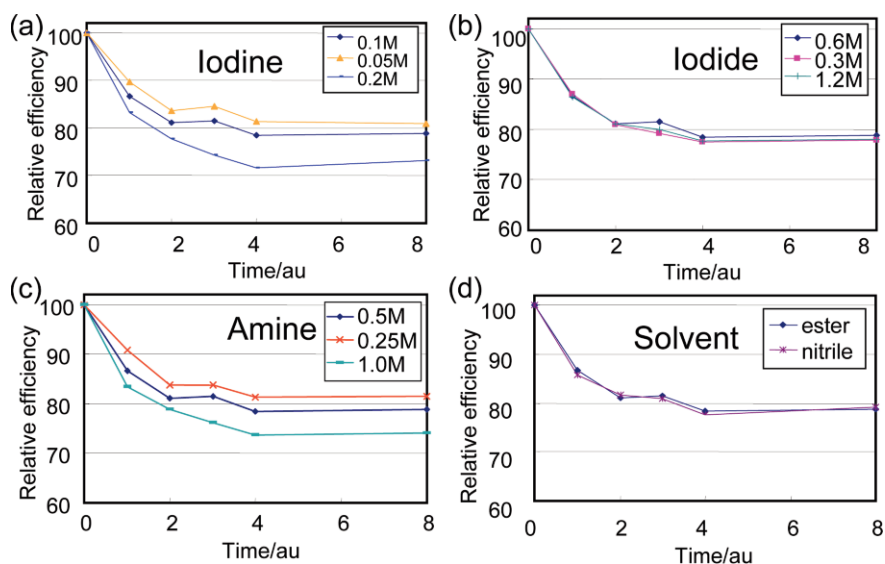 (a)
Iodine
0.1M
0.05M
0.2M
Relative efficiency
100
90
80
70
60
0
2
4
6
8
Time/au
(b)
Iodide
0.6M
0.3M
1.2M
Relative efficiency
100
90
80
70
60
0
2
4
6
8
Time/au
(c)
Amine
0.5M
0.25M
1.0M
Relative efficiency
100
90
80
70
60
0
2
4
6
8
Time/au
(d)
Solvent
ester
nitrile
Relative efficiency
100
90
80
70
60
0
2
4
6
8
Time/au